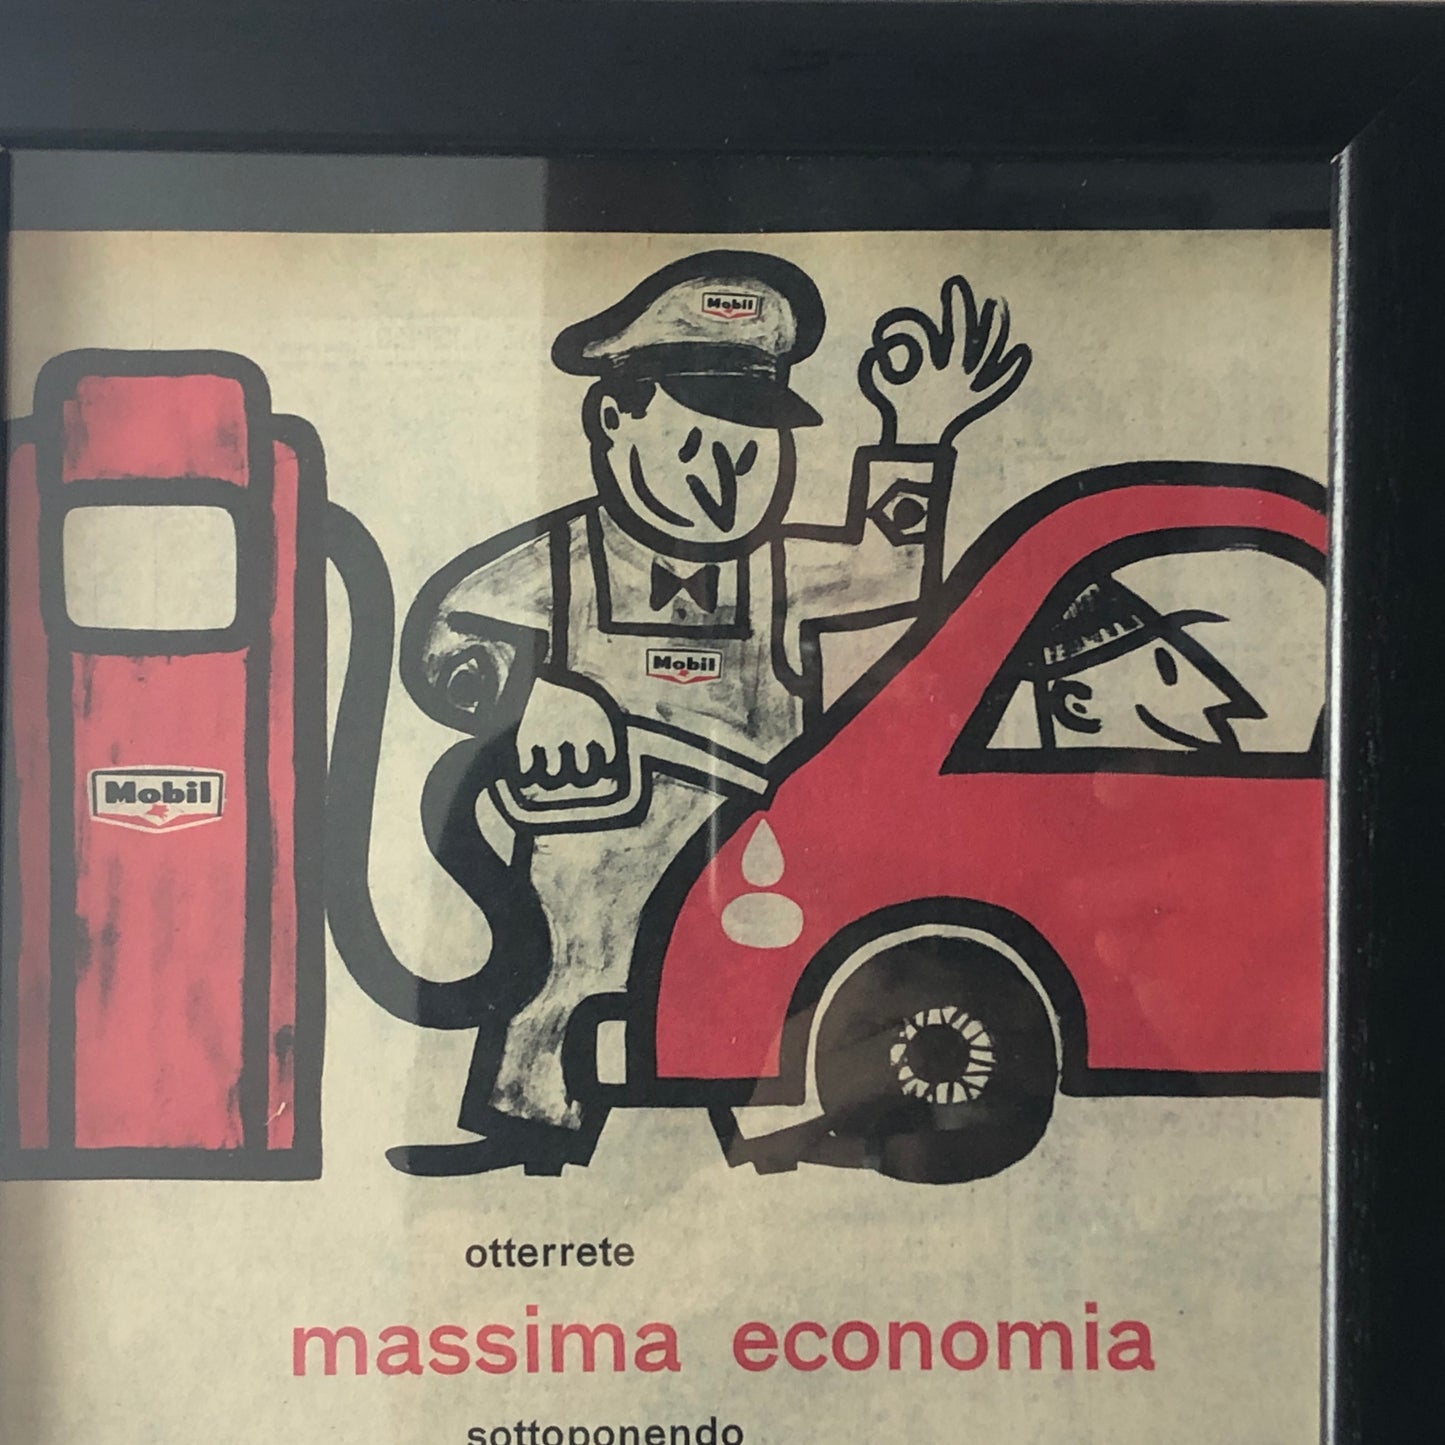 Mobil
Mobil
Mobil
otterrete
massima economia
sottoponendo